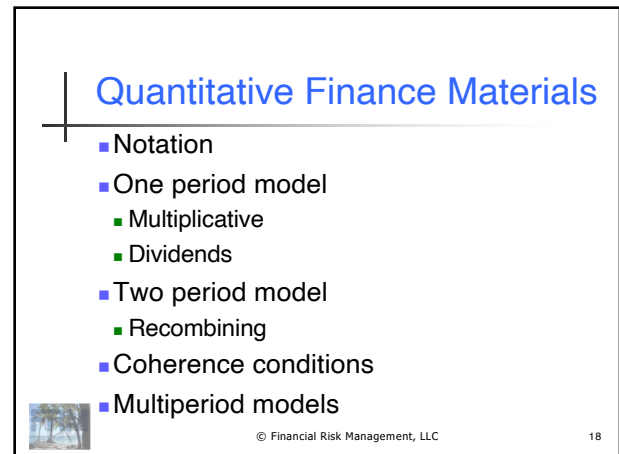 Quantitative Finance Materials
Notation
One period model
Multiplicative
Dividends
Two period model
Recombining
Coherence conditions
Multiperiod models
© Financial Risk Management, LLC 18